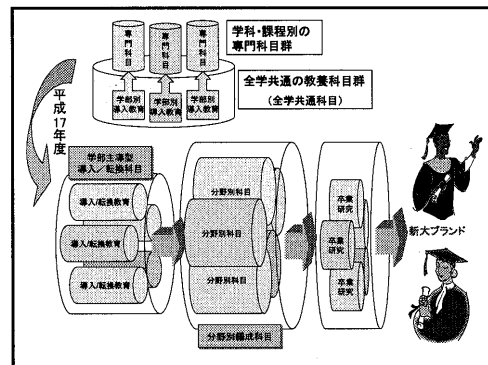 専門科目
専門科目
専門科目
学科・課程別の
専門科目群
学部別
導入教育
学部別
導入教育
学部別
導入教育
全学共通の教養科目群
(全学共通科目)
平成17年度
学部主導型
導入/転換科目
導入/転換教育
導入/転換教育
導入/転換教育
分野別科目
分野別科目
分野別科目
分野別編成科目
卒業
研究
卒業
研究
卒業
研究
新大ブランド